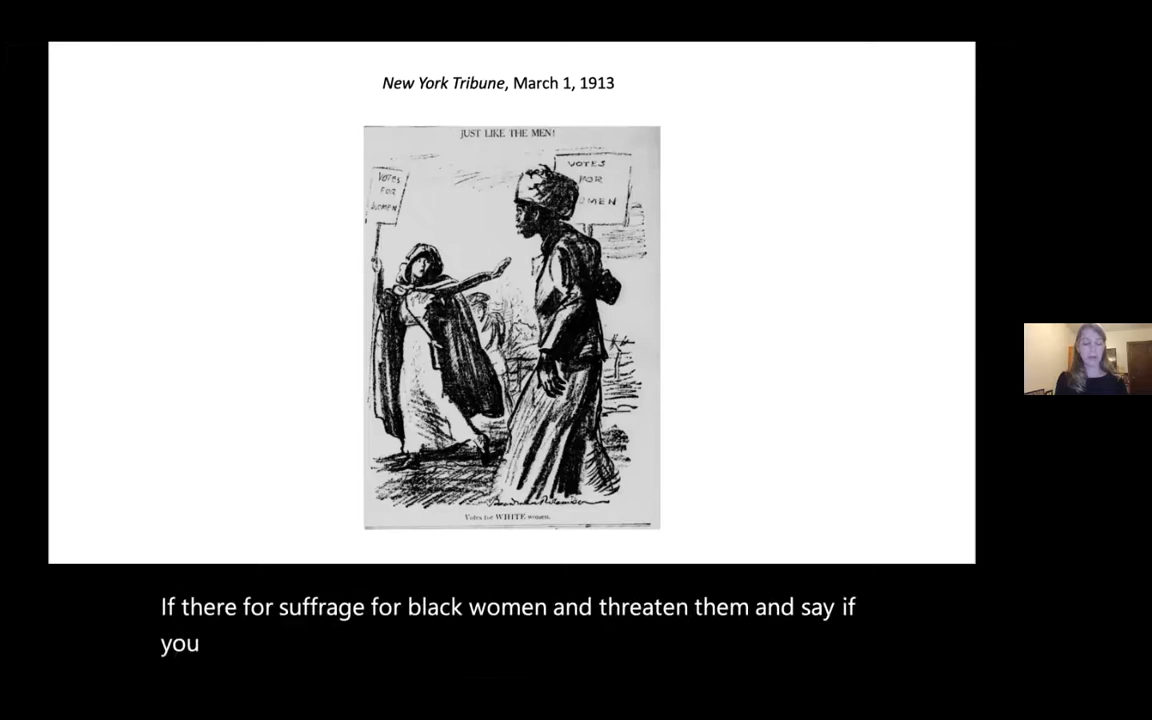 New York Tribune, March 1, 1913
JUST LIKE THE MEN!
VOTES
FOR
WOMEN
VOTES
FOR
OMEN
Votes for WHITE women.
If there for suffrage for black women and threaten them and say if
you